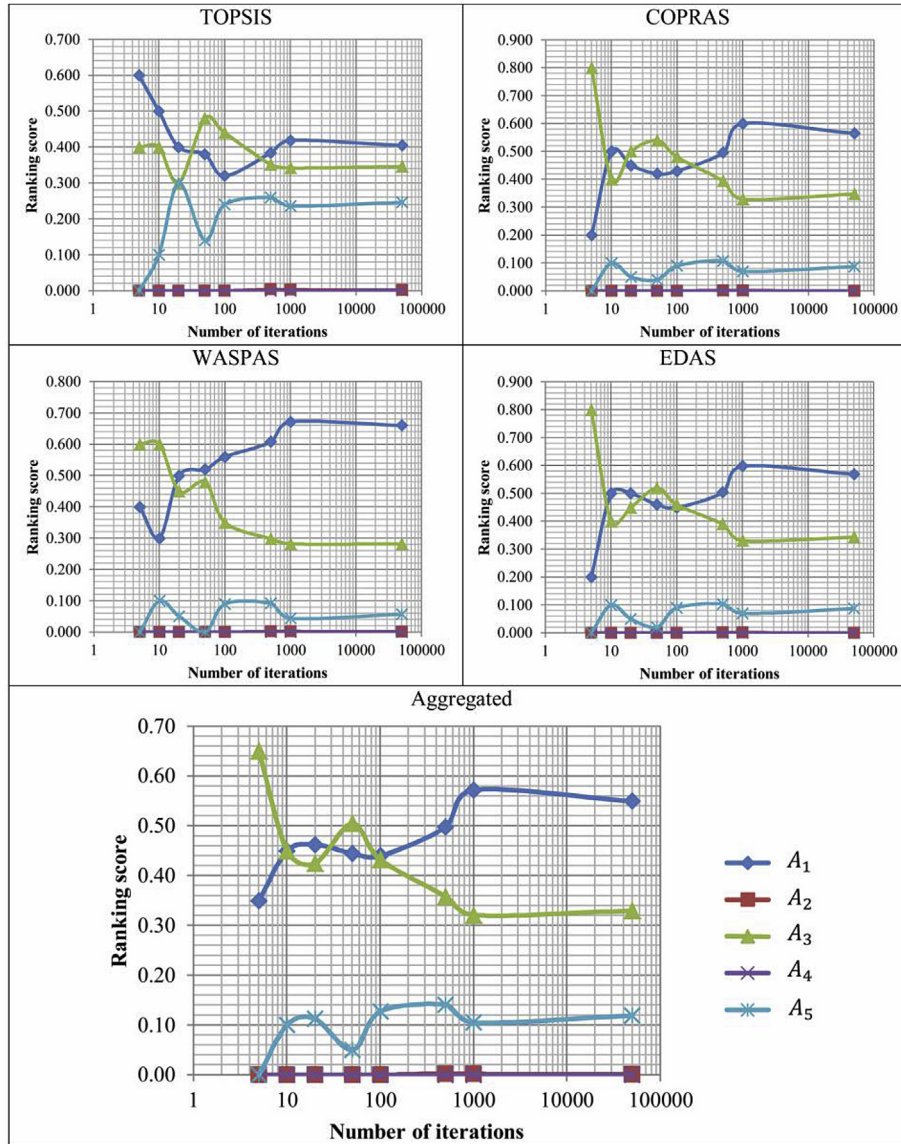 TOPSIS
0.700
0.600
0.500
0.400
0.300
0.200
0.100
0.000
Ranking score
1 10 100 1000 10000 100000
Number of iterations
COPRAS
0.900
0.800
0.700
0.600
0.500
0.400
0.300
0.200
0.100
0.000
Ranking score
1 10 100 1000 10000 100000
Number of iterations
WASPAS
0.800
0.700
0.600
0.500
0.400
0.300
0.200
0.100
0.000
Ranking score
1 10 100 1000 10000 100000
Number of iterations
EDAS
0.900
0.800
0.700
0.600
0.500
0.400
0.300
0.200
0.100
0.000
Ranking score
1 10 100 1000 10000 100000
Number of iterations
Aggregated
0.70
0.60
0.50
0.40
0.30
0.20
0.10
0.00
Ranking score
1 10 100 1000 10000 100000
Number of iterations
A₁
A₂
A₃
A₄
A₅